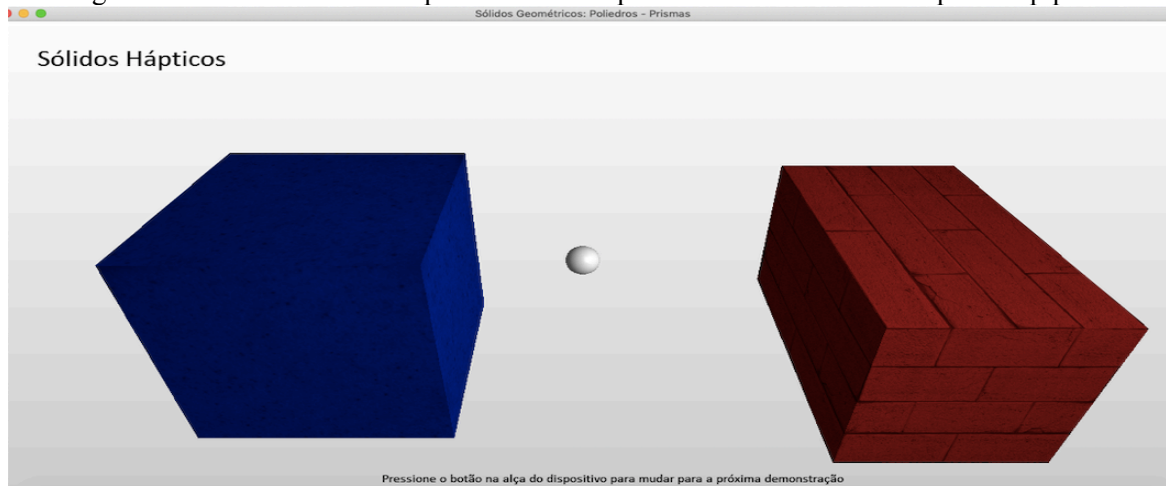 Sólidos Geométricos: Poliedros - Prismas
Sólidos Hápticos
Pressione o botão na alça do dispositivo para mudar para a próxima demonstração